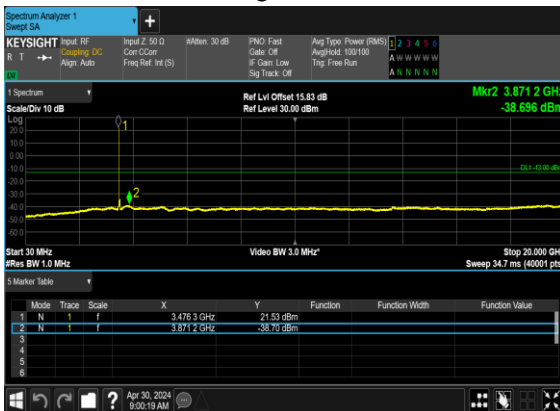 Spectrum Analyzer 1
Swept SA
KEYSIGHT Input: RF Input Z: 50 Ω #Atten: 30 dB PNO: Fast Avg Type: Power (RMS) 1 2 3 4 5 6
R T Coupling: DC Corr CCorr Gate: Off Avg|Hold: 100/100 A W W W W W
Align: Auto Freq Ref: Int (S) IF Gain: Low Trig: Free Run
LV Sig Track: Off A N N N N N
1 Spectrum Ref Lvl Offset 15.83 dB Mkr2 3.871 2 GHz
Scale/Div 10 dB Ref Level 30.00 dBm -38.696 dBm
Log
20.0
10.0
0.00
-10.0
-20.0
-30.0
-40.0
-50.0
-60.0
1
2
DL1 -13.00 dBm
Start 30 MHz Video BW 3.0 MHz* Stop 20.000 GHz
#Res BW 1.0 MHz Sweep 34.7 ms (40001 pts)
5 Marker Table
Mode Trace Scale X Y Function Function Width Function Value
1 N 1 f 3.476 3 GHz 21.53 dBm
2 N 1 f 3.871 2 GHz -38.70 dBm
3
4
5
6
? Apr 30, 2024
9:00:19 AM